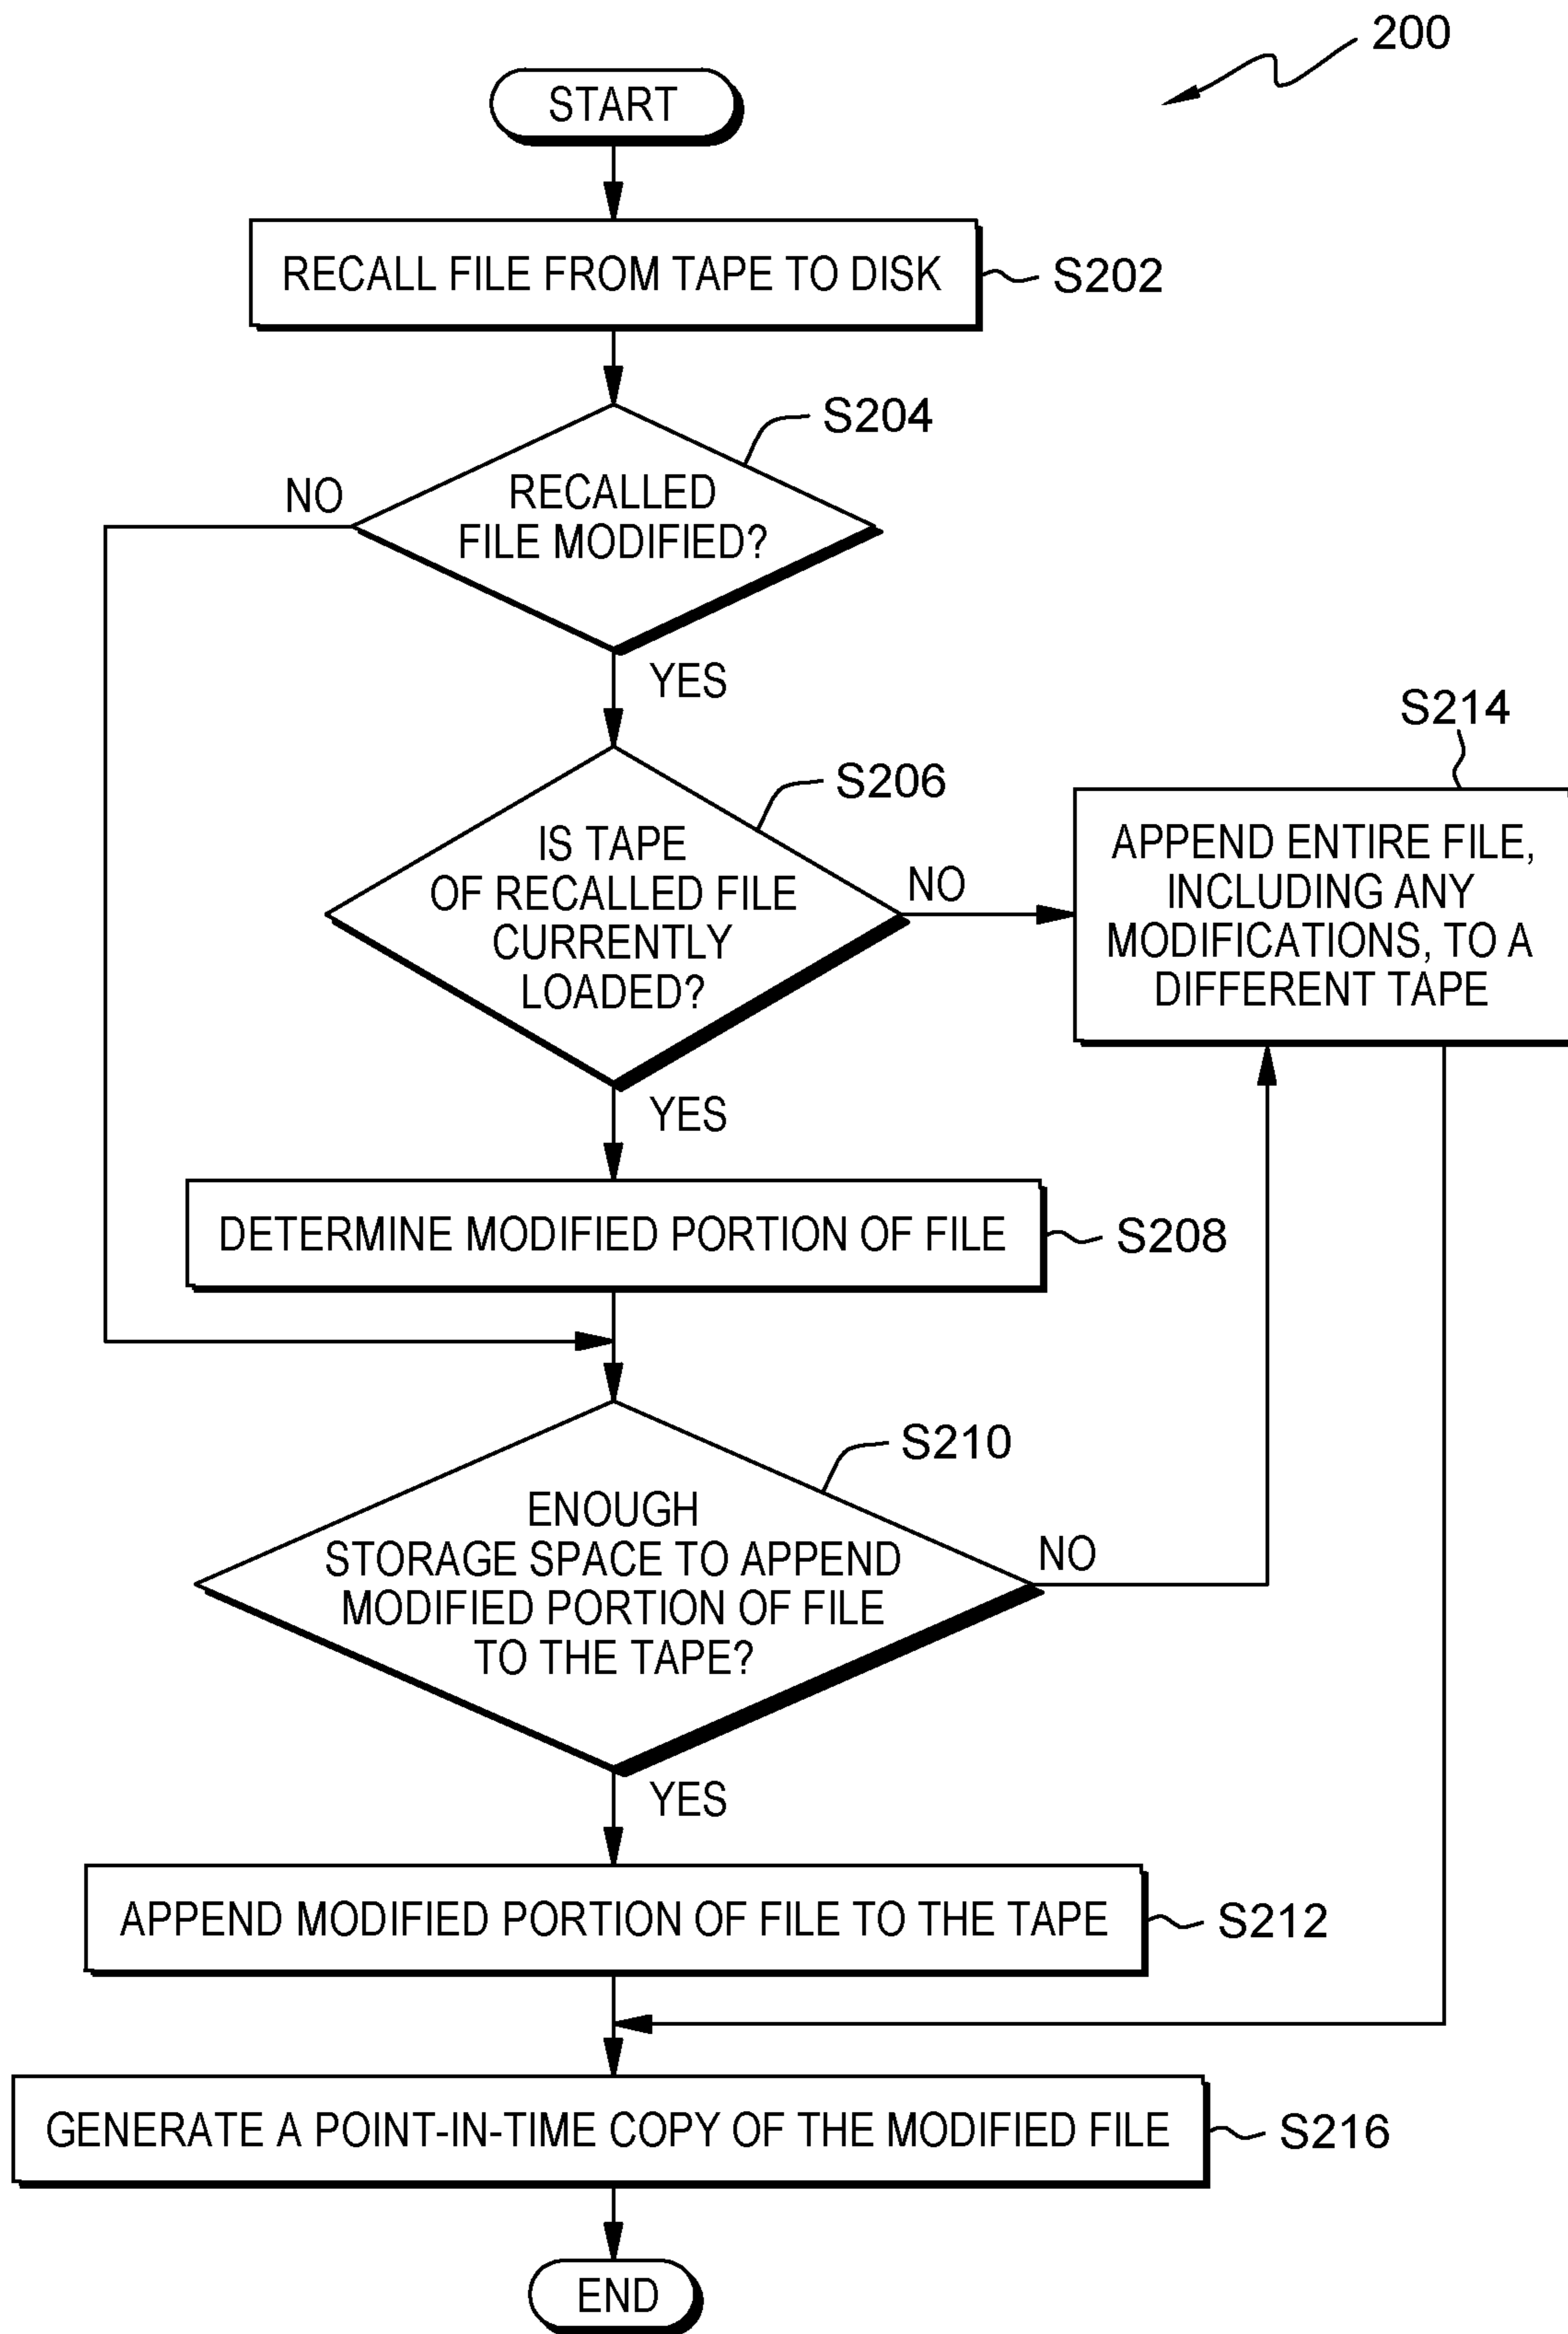 200
START
RECALL FILE FROM TAPE TO DISK
S202
S204
RECALLED
FILE MODIFIED?
NO
YES
S206
IS TAPE
OF RECALLED FILE
CURRENTLY
LOADED?
NO
YES
S214
APPEND ENTIRE FILE,
INCLUDING ANY
MODIFICATIONS, TO A
DIFFERENT TAPE
DETERMINE MODIFIED PORTION OF FILE
S208
S210
ENOUGH
STORAGE SPACE TO APPEND
MODIFIED PORTION OF FILE
TO THE TAPE?
NO
YES
APPEND MODIFIED PORTION OF FILE TO THE TAPE
S212
GENERATE A POINT-IN-TIME COPY OF THE MODIFIED FILE
S216
END